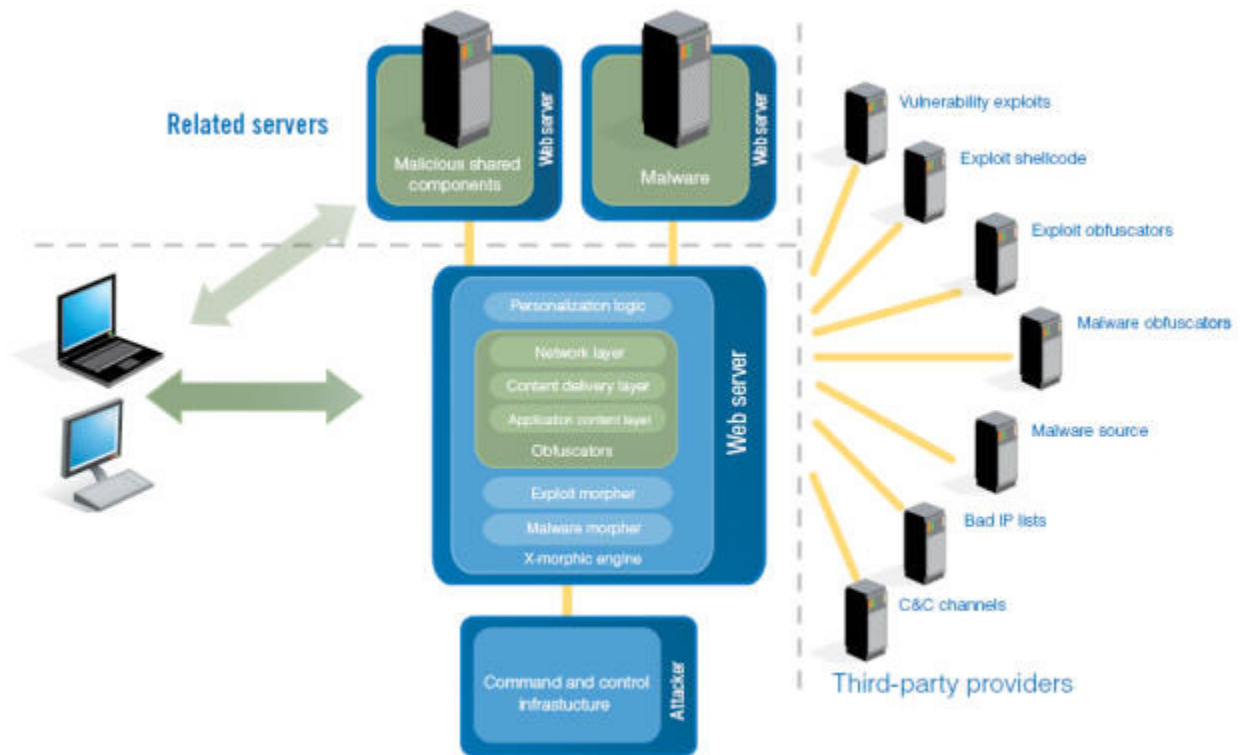 Related servers
Malicious shared
components
Web server
Malware
Web server
Vulnerability exploits
Exploit shellcode
Exploit obfuscators
Malware obfuscators
Malware source
Bad IP lists
C&C channels
Third-party providers
Personalization logic
Network layer
Content delivery layer
Application content layer
Obfuscators
Exploit morpher
Malware morpher
X-morphic engine
Web server
Command and control
infrastucture
Attacker